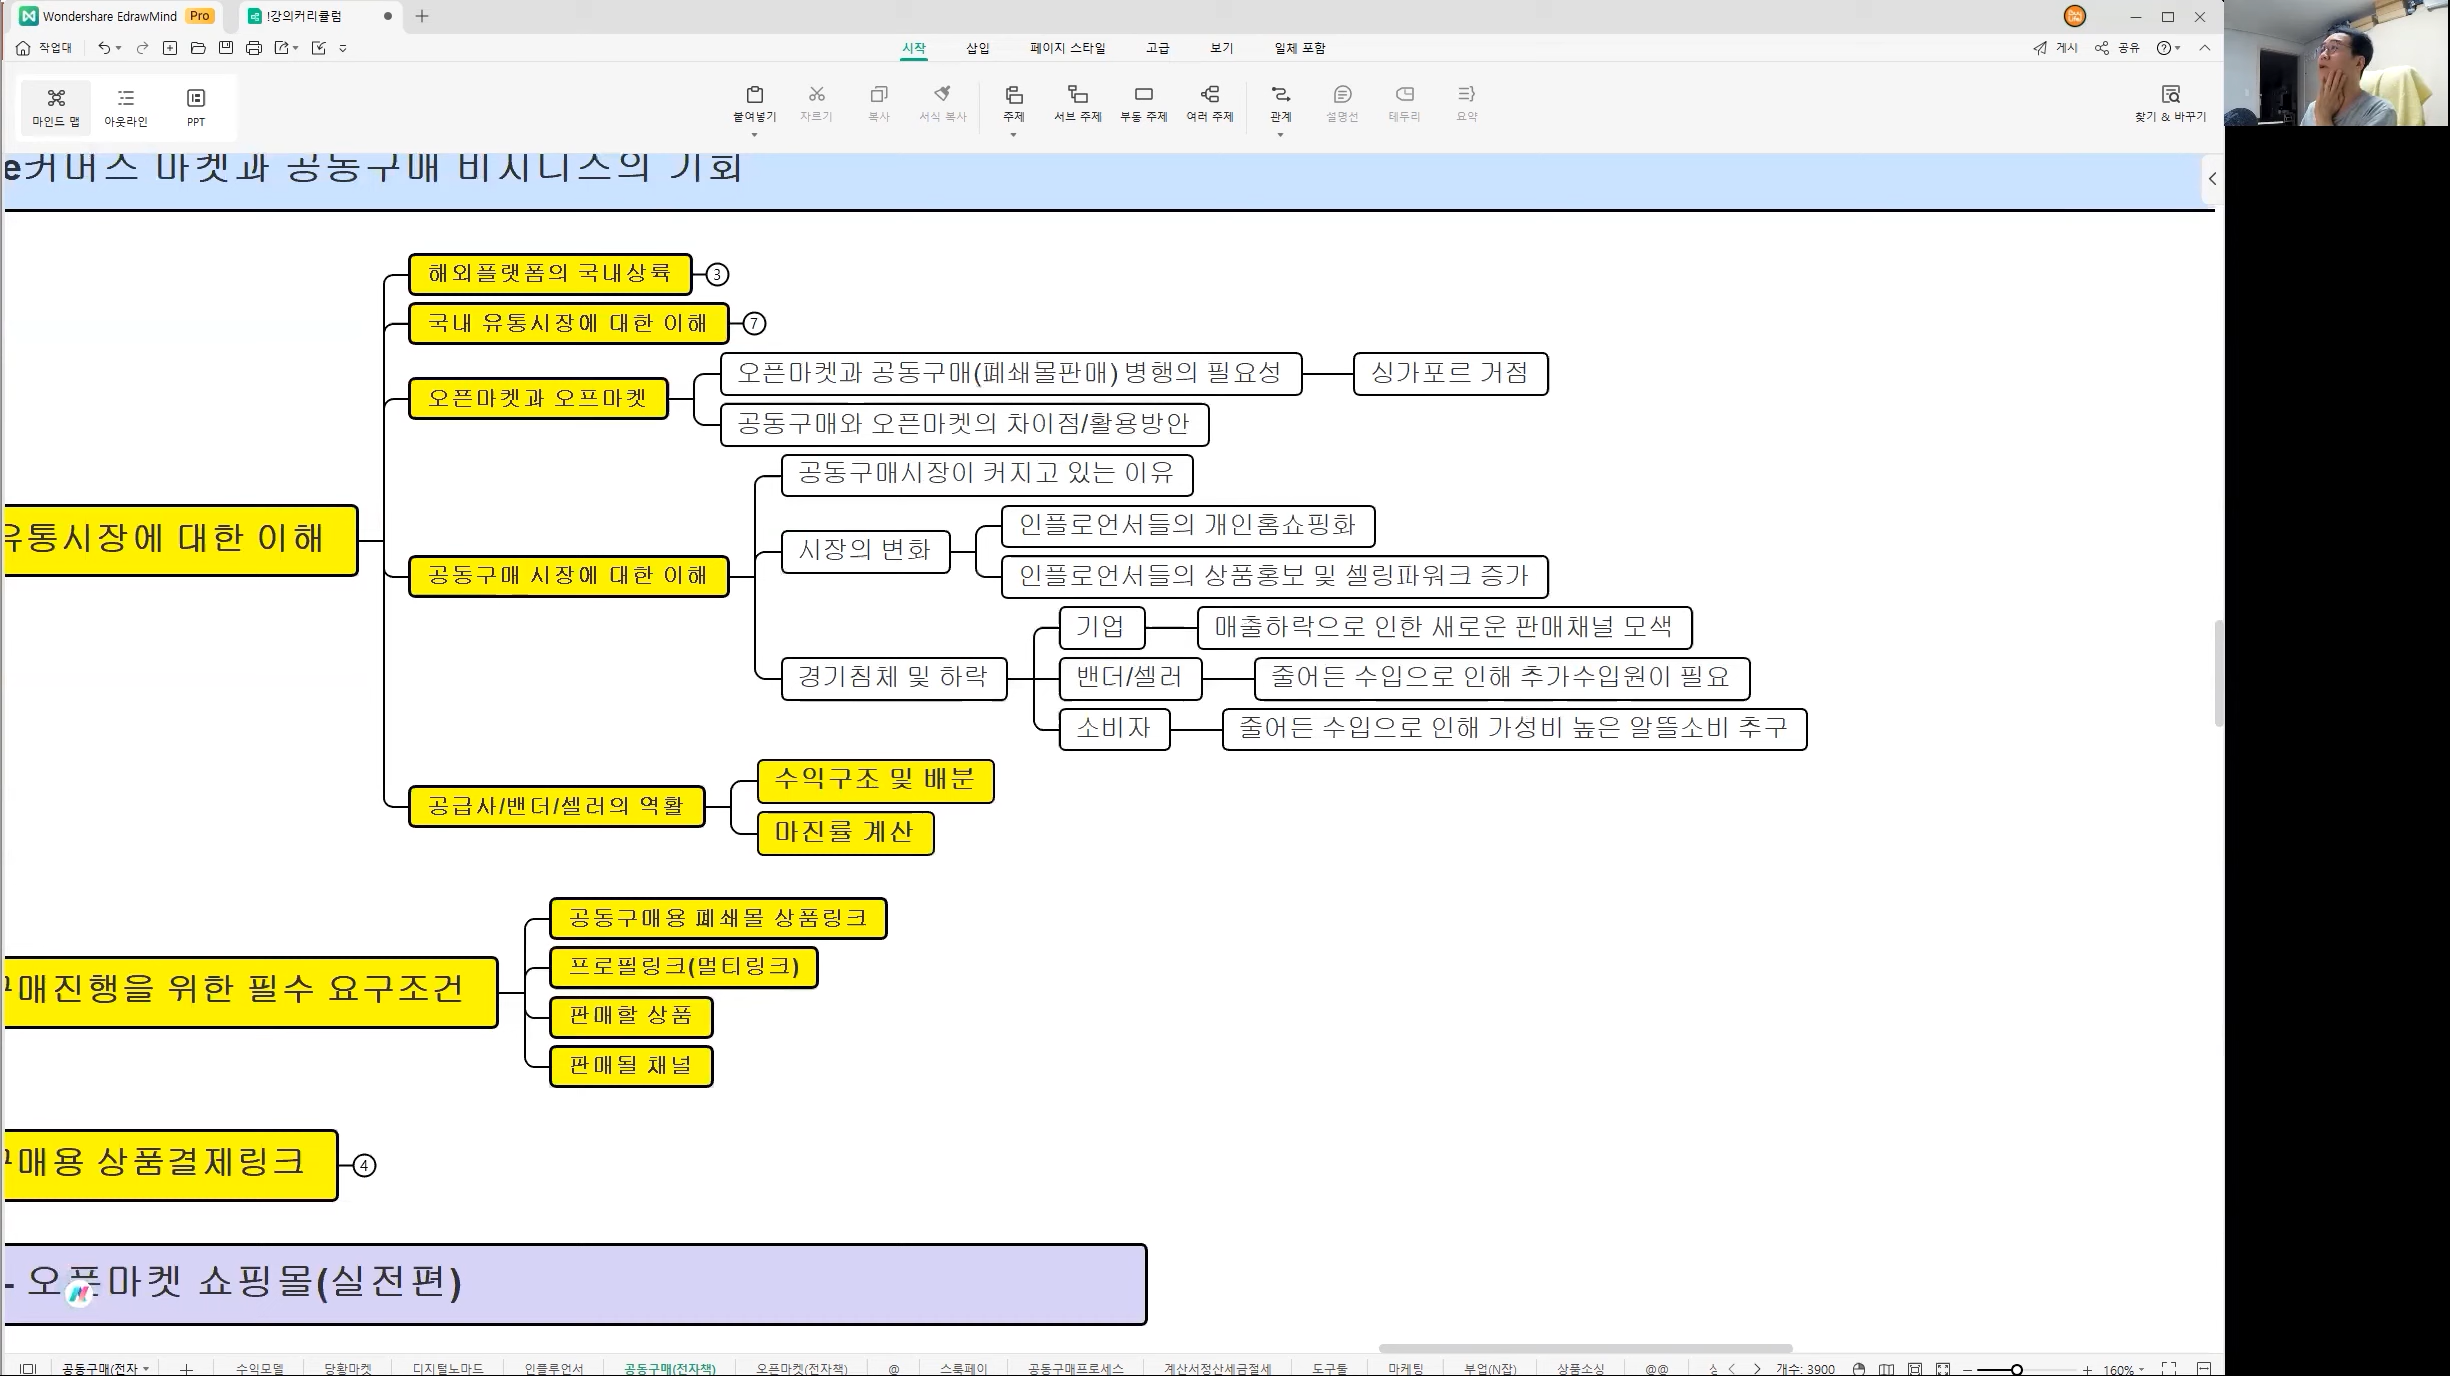 Wondershare EdrawMind Pro !강의커리큘럼
작업대
시작 삽입 페이지 스타일 고급 보기 일체 포함
게시 공유
마인드 맵 아웃라인 PPT
붙여넣기 자르기 복사 서식 복사 주제 서브 주제 부동 주제 여러 주제 관계 설명선 테두리 요약 찾기 & 바꾸기
e커머스 마켓과 공동구매 비지니스의 기회
해외플랫폼의 국내상륙 3
국내 유통시장에 대한 이해 7
오픈마켓과 오프마켓
오픈마켓과 공동구매(폐쇄몰판매) 병행의 필요성
싱가포르 거점
공동구매와 오픈마켓의 차이점/활용방안
유통시장에 대한 이해
공동구매 시장에 대한 이해
공동구매시장이 커지고 있는 이유
시장의 변화
인플로언서들의 개인홈쇼핑화
인플로언서들의 상품홍보 및 셀링파워크 증가
경기침체 및 하락
기업
매출하락으로 인한 새로운 판매채널 모색
밴더/셀러
줄어든 수입으로 인해 추가수입원이 필요
소비자
줄어든 수입으로 인해 가성비 높은 알뜰소비 추구
공급사/밴더/셀러의 역활
수익구조 및 배분
마진률 계산
구매진행을 위한 필수 요구조건
공동구매용 폐쇄몰 상품링크
프로필링크(멀티링크)
판매할 상품
판매될 채널
구매용 상품결제링크 4
- 오픈마켓 쇼핑몰(실전편)
공동구매(전자 수익모델 당황마켓 디지털노마드 인플루언서 공동구매(전자책) 오픈마켓(전자책) @ 스룩페이 공동구매프로세스 계산서정산세금절세 도구툴 마케팅 부업(N잡) 상품소싱 @@ 개수: 3900 160%